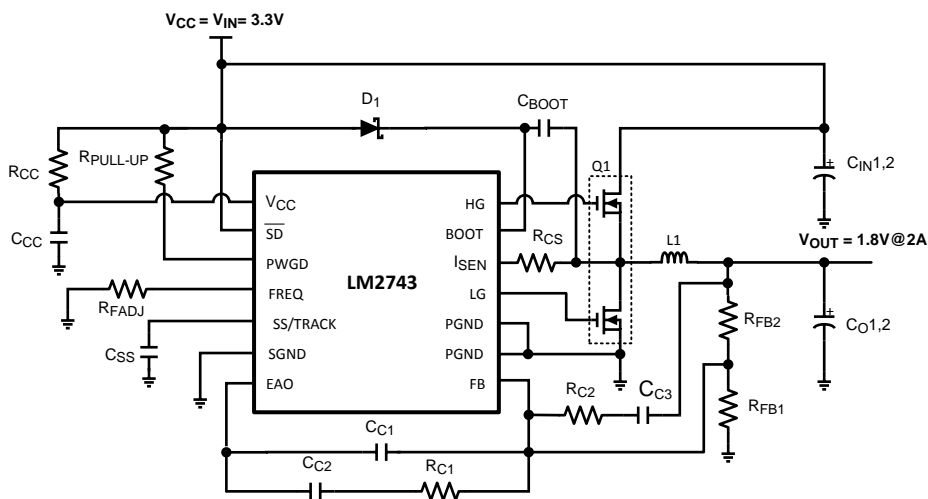 VCC = VIN= 3.3V
D1
CBOOT
RCC
RPULL-UP
Q1
CIN1,2
VCC
HG
CCC
SD
BOOT
RCS
VOUT = 1.8V@2A
PWGD
ISEN
L1
LM2743
FREQ
LG
RFADJ
RFB2
CO1,2
SS/TRACK
PGND
CSS
SGND
PGND
EAO
FB
RC2
CC3
RFB1
CC1
CC2
RC1